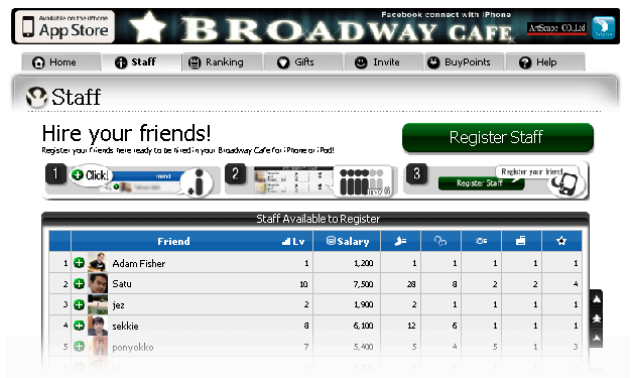 Available on the iPhone
App Store
BROADWAY CAFE
Facebook connect with iPhone
ArtScape CO.,Ltd
Home Staff Ranking Gifts Invite BuyPoints Help
Staff
Hire your friends!
Register your friends here ready to be hired in your Broadway Cafe for iPhone or iPad!
Register Staff
1 Click! 2 3 Register Staff Register your friend
Staff Available to Register
Friend Lv Salary
1 Adam Fisher 1 1,200 1 1 1 1 1
2 Satu 10 7,500 28 8 2 2 4
3 jez 2 1,900 2 1 1 1 1
4 sekkie 8 6,100 12 6 1 1 1
5 ponyokko 7 5,400 5 4 5 1 3